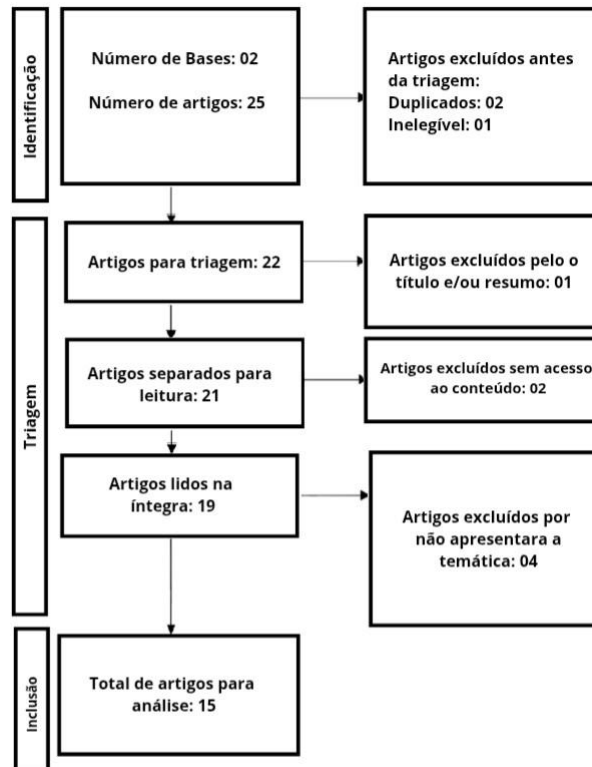 Identificação
Número de Bases: 02
Número de artigos: 25
Artigos excluídos antes
da triagem:
Duplicados: 02
Inelegível: 01
Triagem
Artigos para triagem: 22
Artigos excluídos pelo o
título e/ou resumo: 01
Artigos separados para
leitura: 21
Artigos excluídos sem acesso
ao conteúdo: 02
Artigos lidos na
íntegra: 19
Artigos excluídos por
não apresentara a
temática: 04
Inclusão
Total de artigos para
análise: 15